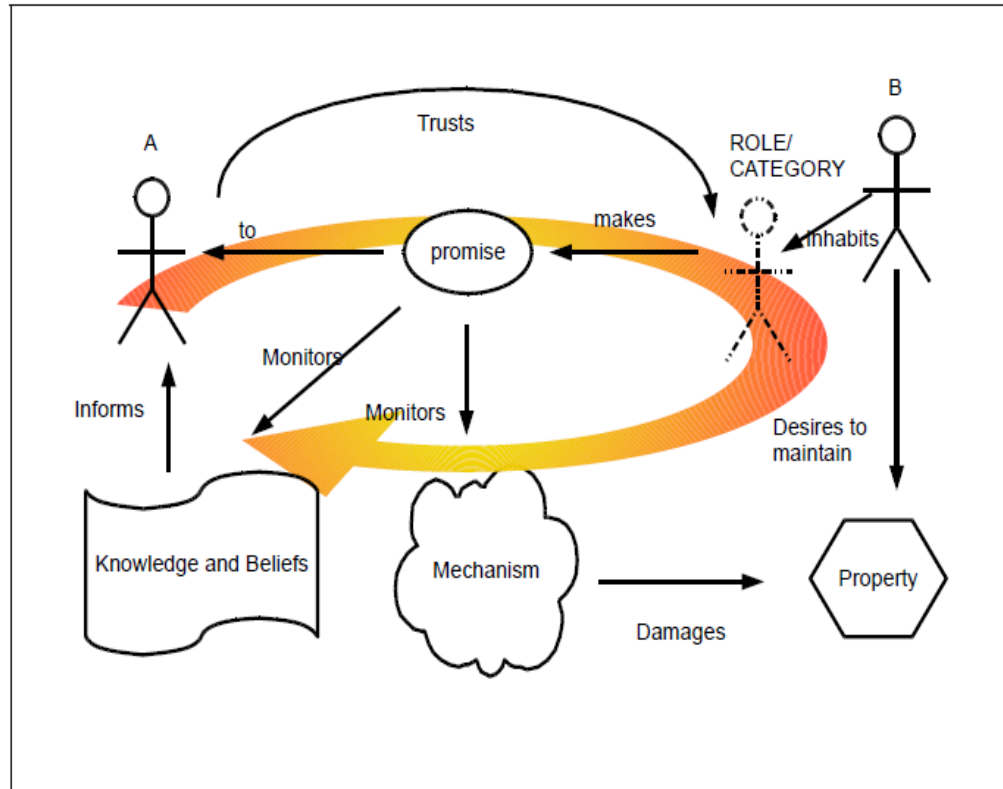 B
Trusts
A
ROLE/
CATEGORY
makes
to
Inhabits
promise
Monitors
Monitors
Informs
Desires to
maintain
Knowledge and Beliefs
Mechanism
Property
Damages